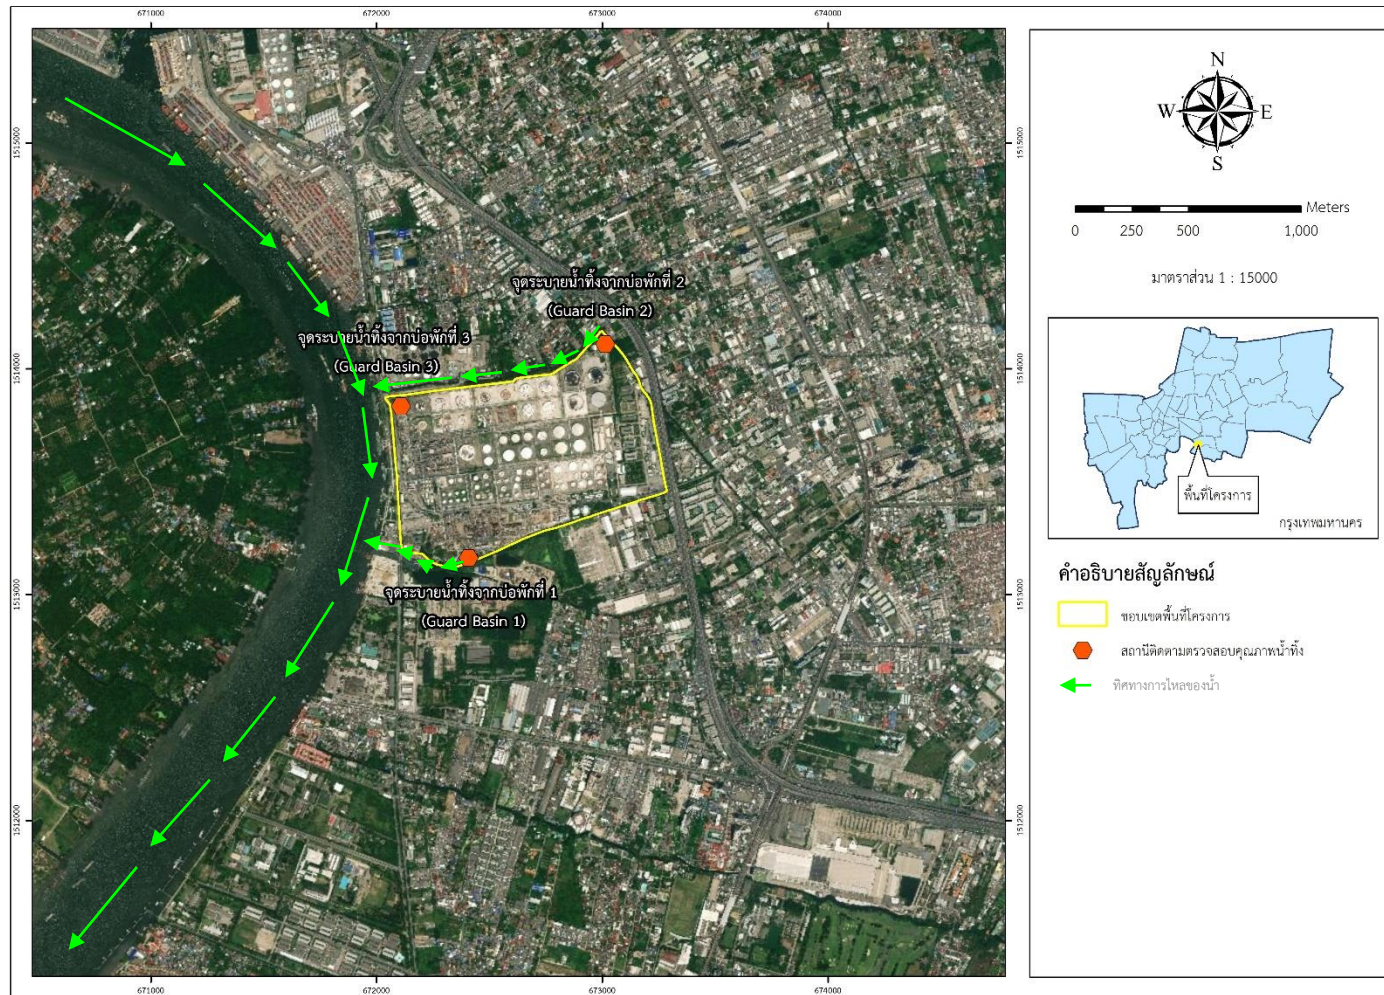 671000
672000
673000
674000
1515000
1515000
1514000
1514000
1513000
1513000
1512000
1512000
จุดระบายน้ำทิ้งจากบ่อพักที่ 2
(Guard Basin 2)
จุดระบายน้ำทิ้งจากบ่อพักที่ 3
(Guard Basin 3)
จุดระบายน้ำทิ้งจากบ่อพักที่ 1
(Guard Basin 1)
671000
672000
673000
674000
N
W E
S
Meters
0 250 500 1,000
มาตราส่วน 1 : 15000
พื้นที่โครงการ
กรุงเทพมหานคร
คำอธิบายสัญลักษณ์
ขอบเขตพื้นที่โครงการ
สถานีติดตามตรวจสอบคุณภาพน้ำทิ้ง
ทิศทางการไหลของน้ำ